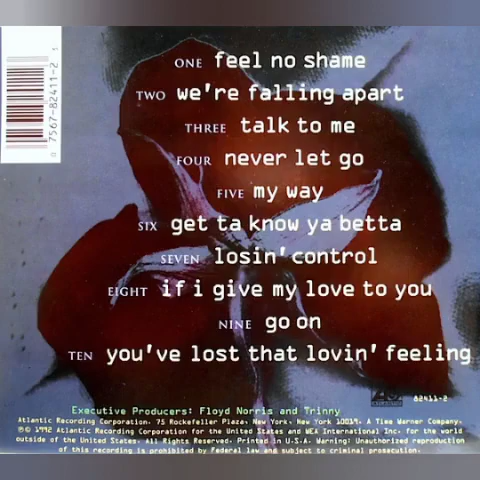 7567-82411-2
ONE feel no shame
TWO we're falling apart
THREE talk to me
FOUR never let go
FIVE my way
SIX get ta know ya betta
SEVEN losin' control
EIGHT if i give my love to you
NINE go on
TEN you've lost that lovin' feeling
82411-2
Executive Producers: Floyd Norris and Trinny
Atlantic Recording Corporation. 75 Rockefeller Plaza, New York, New York 10019. A Time Warner Company.
℗© 1992 Atlantic Recording Corporation for the United States and WEA International Inc. for the world
outside of the United States. All Rights Reserved. Printed in U.S.A. Warning: Unauthorized reproduction
of this recording is prohibited by Federal law and subject to criminal prosecution.